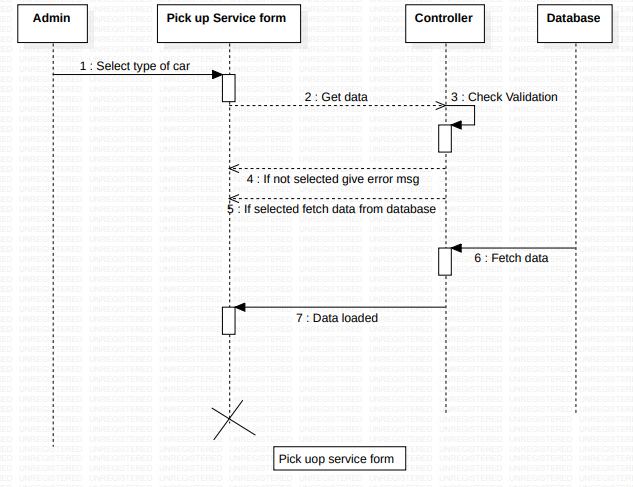 Admin
Pick up Service form
Controller
Database
1 : Select type of car
2 : Get data
3 : Check Validation
4 : If not selected give error msg
5 : If selected fetch data from database
6 : Fetch data
7 : Data loaded
Pick uop service form